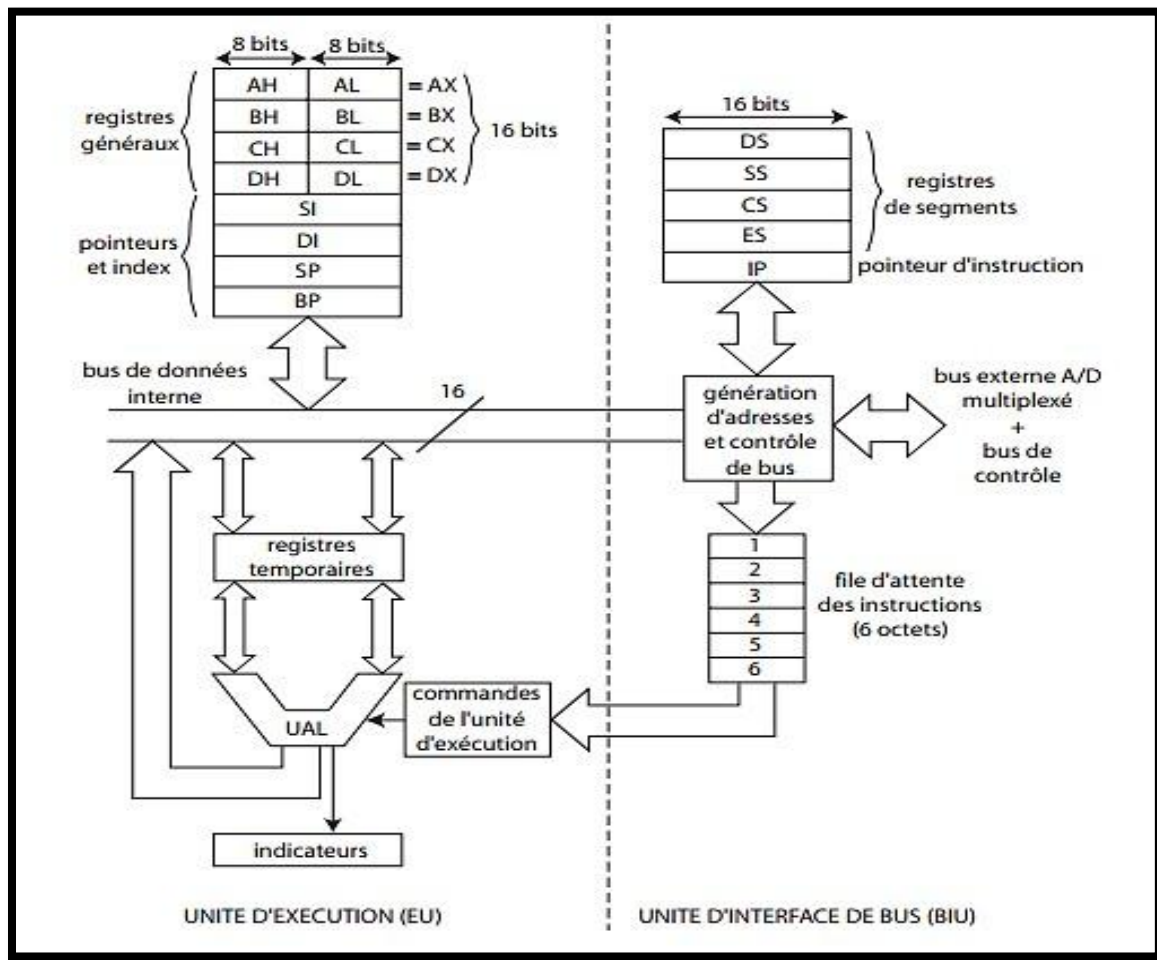 8 bits 8 bits
AH AL = AX
BH BL = BX
CH CL = CX
DH DL = DX
registres
généraux
16 bits
SI
DI
SP
BP
pointeurs
et index
bus de données
interne
16
registres
temporaires
UAL
commandes
de l'unité
d'exécution
indicateurs
UNITE D'EXECUTION (EU)
16 bits
DS
SS
CS
ES
IP
registres
de segments
pointeur d'instruction
génération
d'adresses
et contrôle
de bus
bus externe A/D
multiplexé
+
bus de
contrôle
1
2
3
4
5
6
file d'attente
des instructions
(6 octets)
UNITE D'INTERFACE DE BUS (BIU)